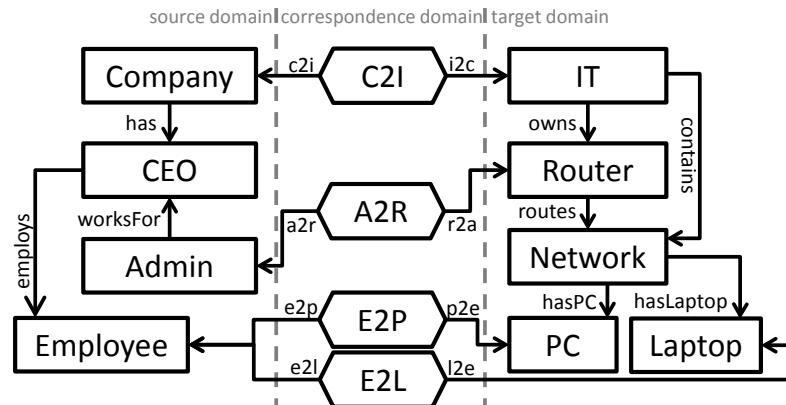 source domain correspondence domain target domain
Company c2i C2I i2c IT
has owns contains
CEO Router
employs worksFor a2r A2R r2a routes
Admin Network
e2p E2P p2e hasPC hasLaptop
Employee PC Laptop
e2l E2L l2e